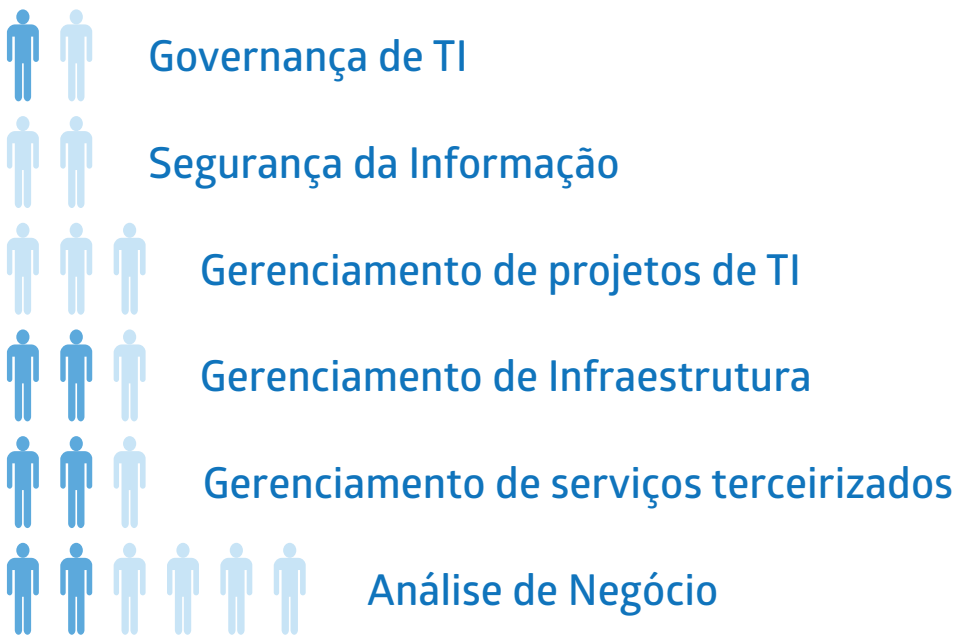 Governança de TI
Segurança da Informação
Gerenciamento de projetos de TI
Gerenciamento de Infraestrutura
Gerenciamento de serviços terceirizados
Análise de Negócio